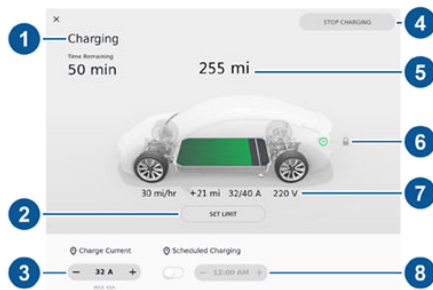 ×
STOP CHARGING
4
1
Charging
Time Remaining
50 min
255 mi
5
6
30 mi/hr +21 mi 32/40 A 220 V
7
2
SET LIMIT
Charge Current
Scheduled Charging
3
− 32 A +
− 12:00 AM +
8